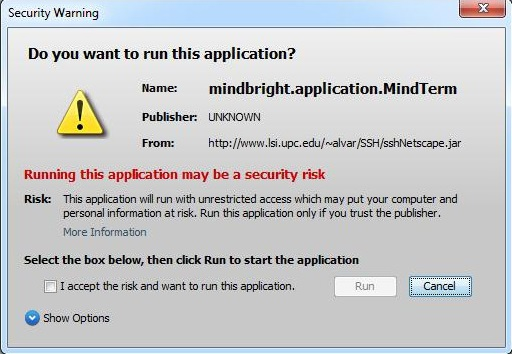 Security Warning
Do you want to run this application?
Name: mindbright.application.MindTerm
Publisher: UNKNOWN
From: http://www.lsi.upc.edu/~alvar/SSH/sshNetscape.jar
Running this application may be a security risk
Risk: This application will run with unrestricted access which may put your computer and
personal information at risk. Run this application only if you trust the publisher.
More Information
Select the box below, then click Run to start the application
I accept the risk and want to run this application. Run Cancel
Show Options